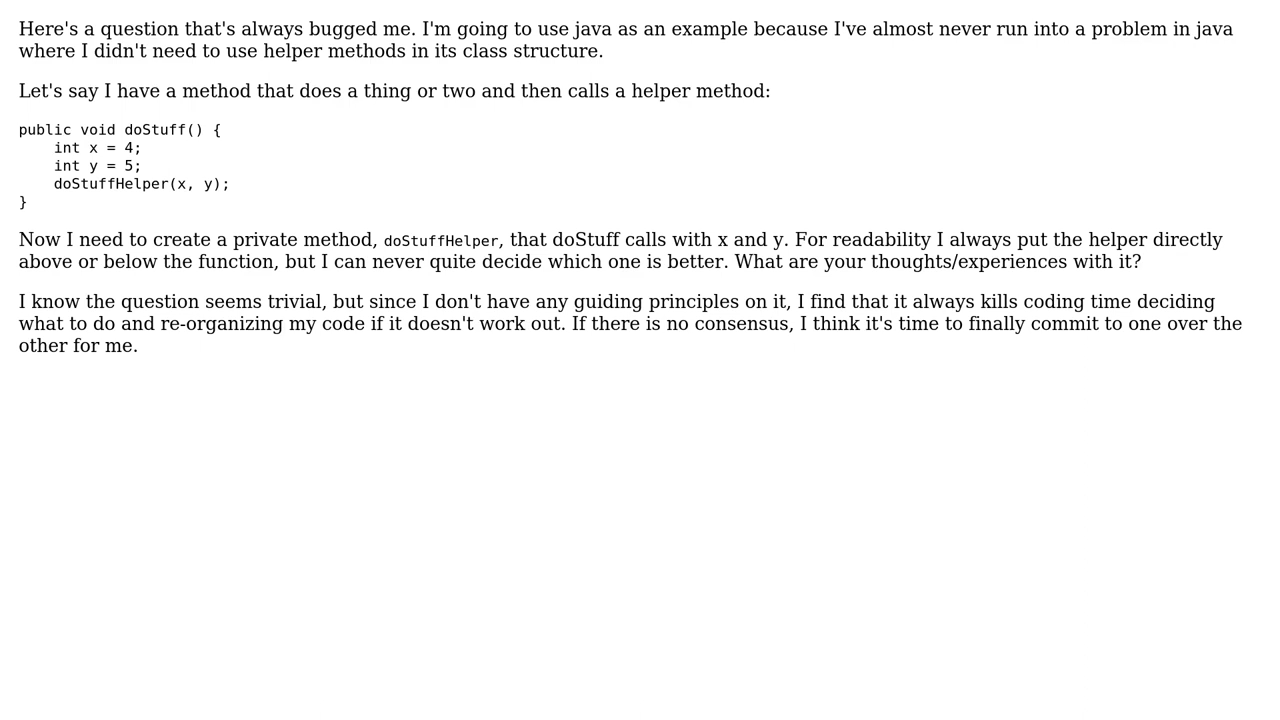 Here's a question that's always bugged me. I'm going to use java as an example because I've almost never run into a problem in java
where I didn't need to use helper methods in its class structure.
Let's say I have a method that does a thing or two and then calls a helper method:
public void doStuff() {
    int x = 4;
    int y = 5;
    doStuffHelper(x, y);
}
Now I need to create a private method, doStuffHelper, that doStuff calls with x and y. For readability I always put the helper directly
above or below the function, but I can never quite decide which one is better. What are your thoughts/experiences with it?
I know the question seems trivial, but since I don't have any guiding principles on it, I find that it always kills coding time deciding
what to do and re-organizing my code if it doesn't work out. If there is no consensus, I think it's time to finally commit to one over the
other for me.